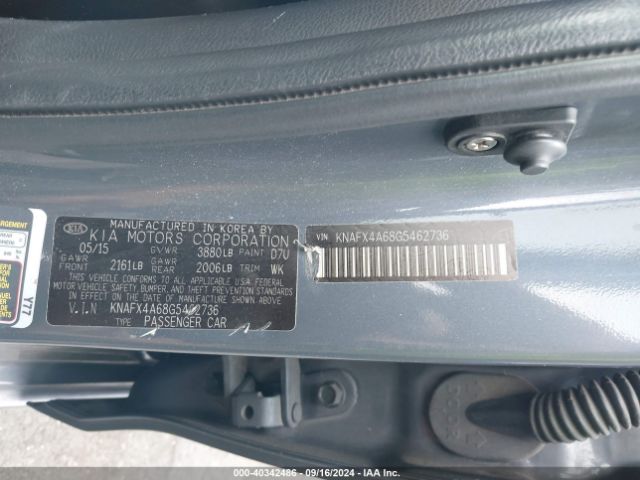 MANUFACTURED IN KOREA BY
KIA
KIA MOTORS CORPORATION
05/15 GVWR 3880LB PAINT D7U
GAWR FRONT 2161LB GAWR REAR 2006LB TRIM WK
THIS VEHICLE CONFORMS TO ALL APPLICABLE U.S.A FEDERAL
MOTOR VEHICLE SAFETY BUMPER, AND THEFT PREVENTION STANDARDS
IN EFFECT ON THE DATE OF MANUFACTURE SHOWN ABOVE.
V.I.N KNAFX4A68G5462736
TYPE: PASSENGER CAR
VIN KNAFX4A68G5462736
Y77
000-40342486 - 09/16/2024 - IAA Inc.